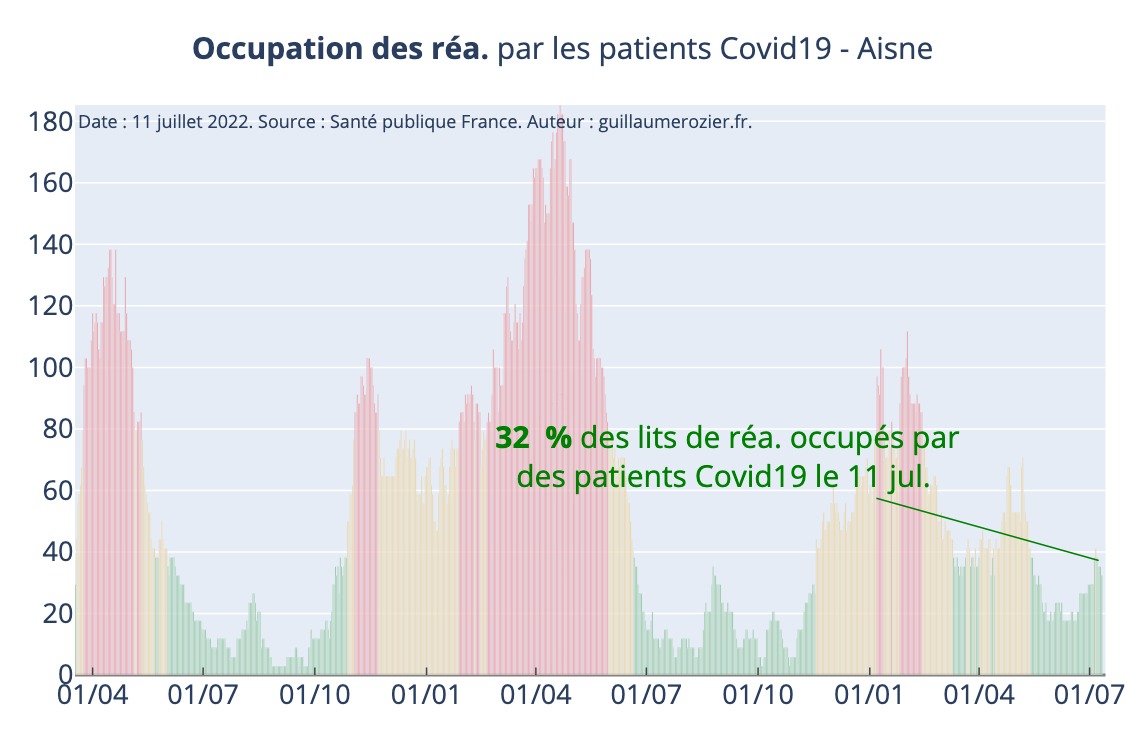 Occupation des réa. par les patients Covid19 - Aisne
180
Date : 11 juillet 2022. Source : Santé publique France. Auteur : guillaumerozier.fr.
160
140
120
100
80
32 % des lits de réa. occupés par
des patients Covid19 le 11 jul.
60
40
20
0
01/04 01/07 01/10 01/01 01/04 01/07 01/10 01/01 01/04 01/07